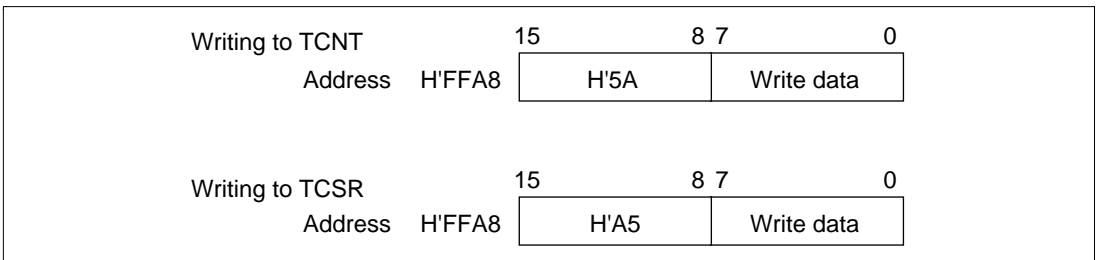 Writing to TCNT 15 8 7 0
Address H'FFA8 H'5A Write data
Writing to TCSR 15 8 7 0
Address H'FFA8 H'A5 Write data